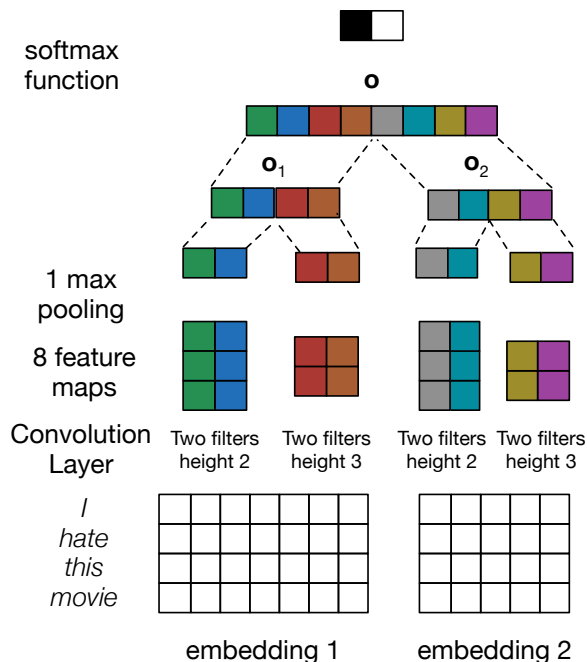 softmax
function
o
o1
o2
1 max
pooling
8 feature
maps
Convolution
Layer
Two filters
height 2
Two filters
height 3
Two filters
height 2
Two filters
height 3
I
hate
this
movie
embedding 1
embedding 2